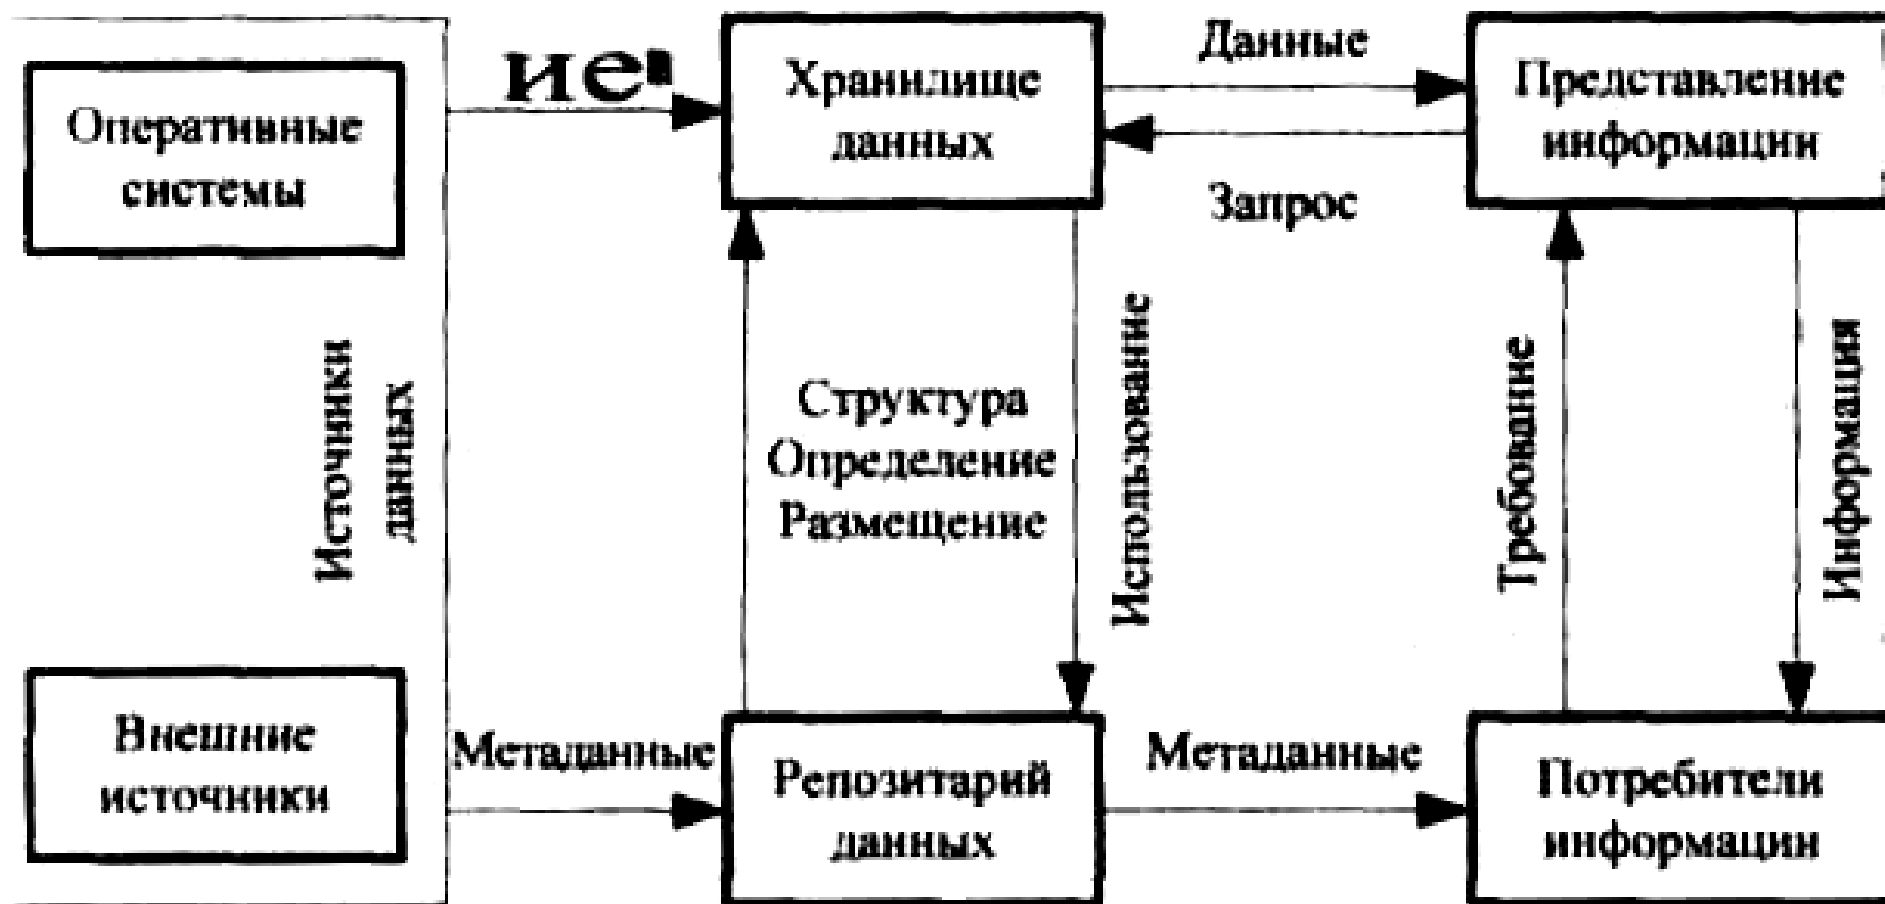 Оперативные
системы
Источники
данных
Внешние
источники
ие
Метаданные
Хранилище
данных
Структура
Определение
Размещение
Использование
Репозитарий
данных
Данные
Запрос
Метаданные
Представление
информации
Требование
Информация
Потребители
информации